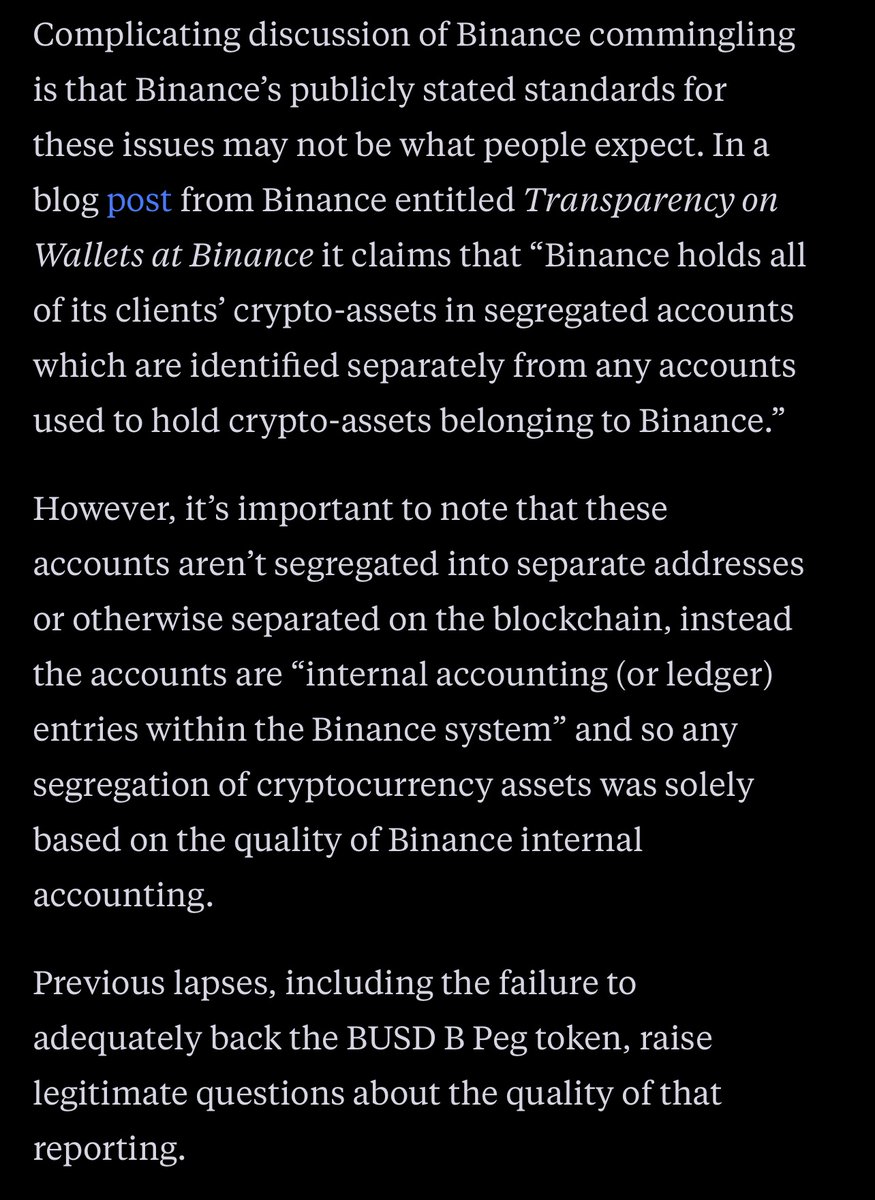 Complicating discussion of Binance commingling
is that Binance’s publicly stated standards for
these issues may not be what people expect. In a
blog post from Binance entitled Transparency on
Wallets at Binance it claims that “Binance holds all
of its clients’ crypto-assets in segregated accounts
which are identified separately from any accounts
used to hold crypto-assets belonging to Binance.”
However, it’s important to note that these
accounts aren’t segregated into separate addresses
or otherwise separated on the blockchain, instead
the accounts are “internal accounting (or ledger)
entries within the Binance system” and so any
segregation of cryptocurrency assets was solely
based on the quality of Binance internal
accounting.
Previous lapses, including the failure to
adequately back the BUSD B Peg token, raise
legitimate questions about the quality of that
reporting.